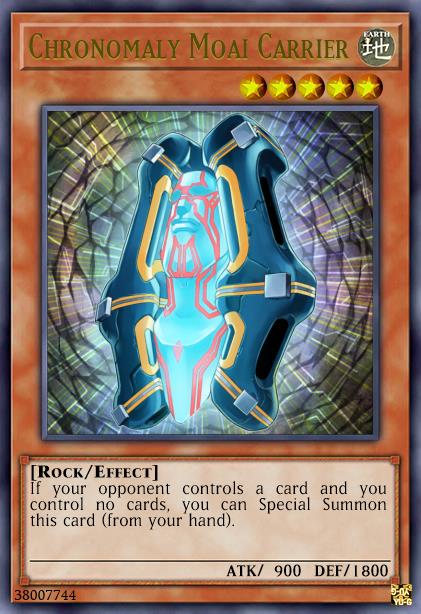 Chronomaly Moai Carrier
EARTH
地
[Rock/Effect]
If your opponent controls a card and you
control no cards, you can Special Summon
this card (from your hand).
ATK/ 900 DEF/1800
38007744